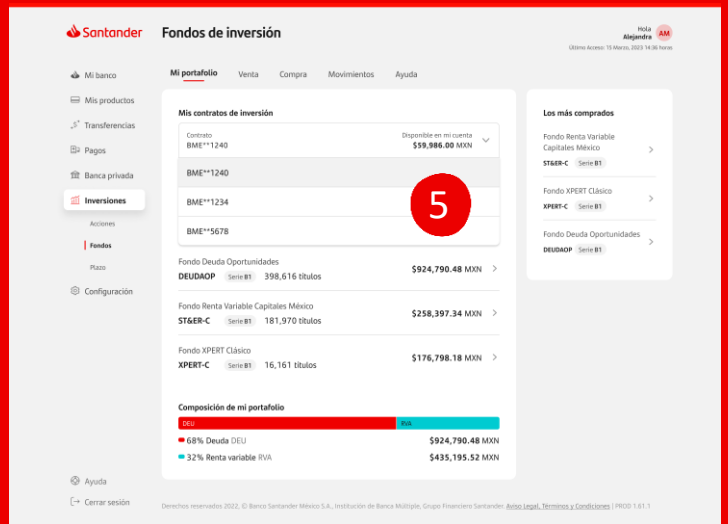 Santander
Fondos de inversión
Hola
Alejandra
AM
Último Acceso: 15 Marzo, 2023 14:36 horas
Mi banco
Mis productos
Transferencias
Pagos
Banca privada
Inversiones
Acciones
Fondos
Plazo
Configuración
Ayuda
Cerrar sesión
Mi portafolio Venta Compra Movimientos Ayuda
Mis contratos de inversión
Contrato Disponible en mi cuenta
BME**1240 $59,986.00 MXN
BME**1240
BME**1234
BME**5678
5
Fondo Deuda Oportunidades
DEUDAOP Serie B1 398,616 títulos $924,790.48 MXN
Fondo Renta Variable Capitales México
ST&ER-C Serie B1 181,970 títulos $258,397.34 MXN
Fondo XPERT Clásico
XPERT-C Serie B1 16,161 títulos $176,798.18 MXN
Composición de mi portafolio
DEU RVA
68% Deuda DEU $924,790.48 MXN
32% Renta variable RVA $435,195.52 MXN
Los más comprados
Fondo Renta Variable
Capitales México
ST&ER-C Serie B1
Fondo XPERT Clásico
XPERT-C Serie B1
Fondo Deuda Oportunidades
DEUDAOP Serie B1
Derechos reservados 2022, © Banco Santander México S.A., Institución de Banca Múltiple, Grupo Financiero Santander Aviso Legal, Términos y Condiciones | PROD 1.61.1